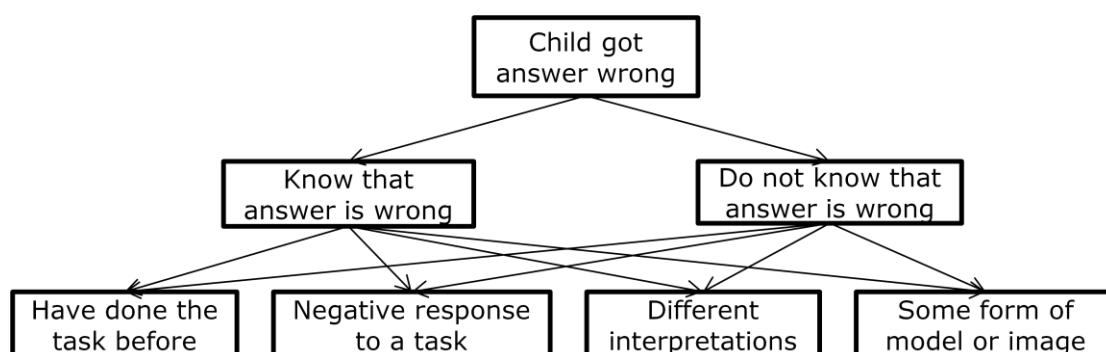 Child got
answer wrong
Know that
answer is wrong
Do not know that
answer is wrong
Have done the
task before
Negative response
to a task
Different
interpretations
Some form of
model or image